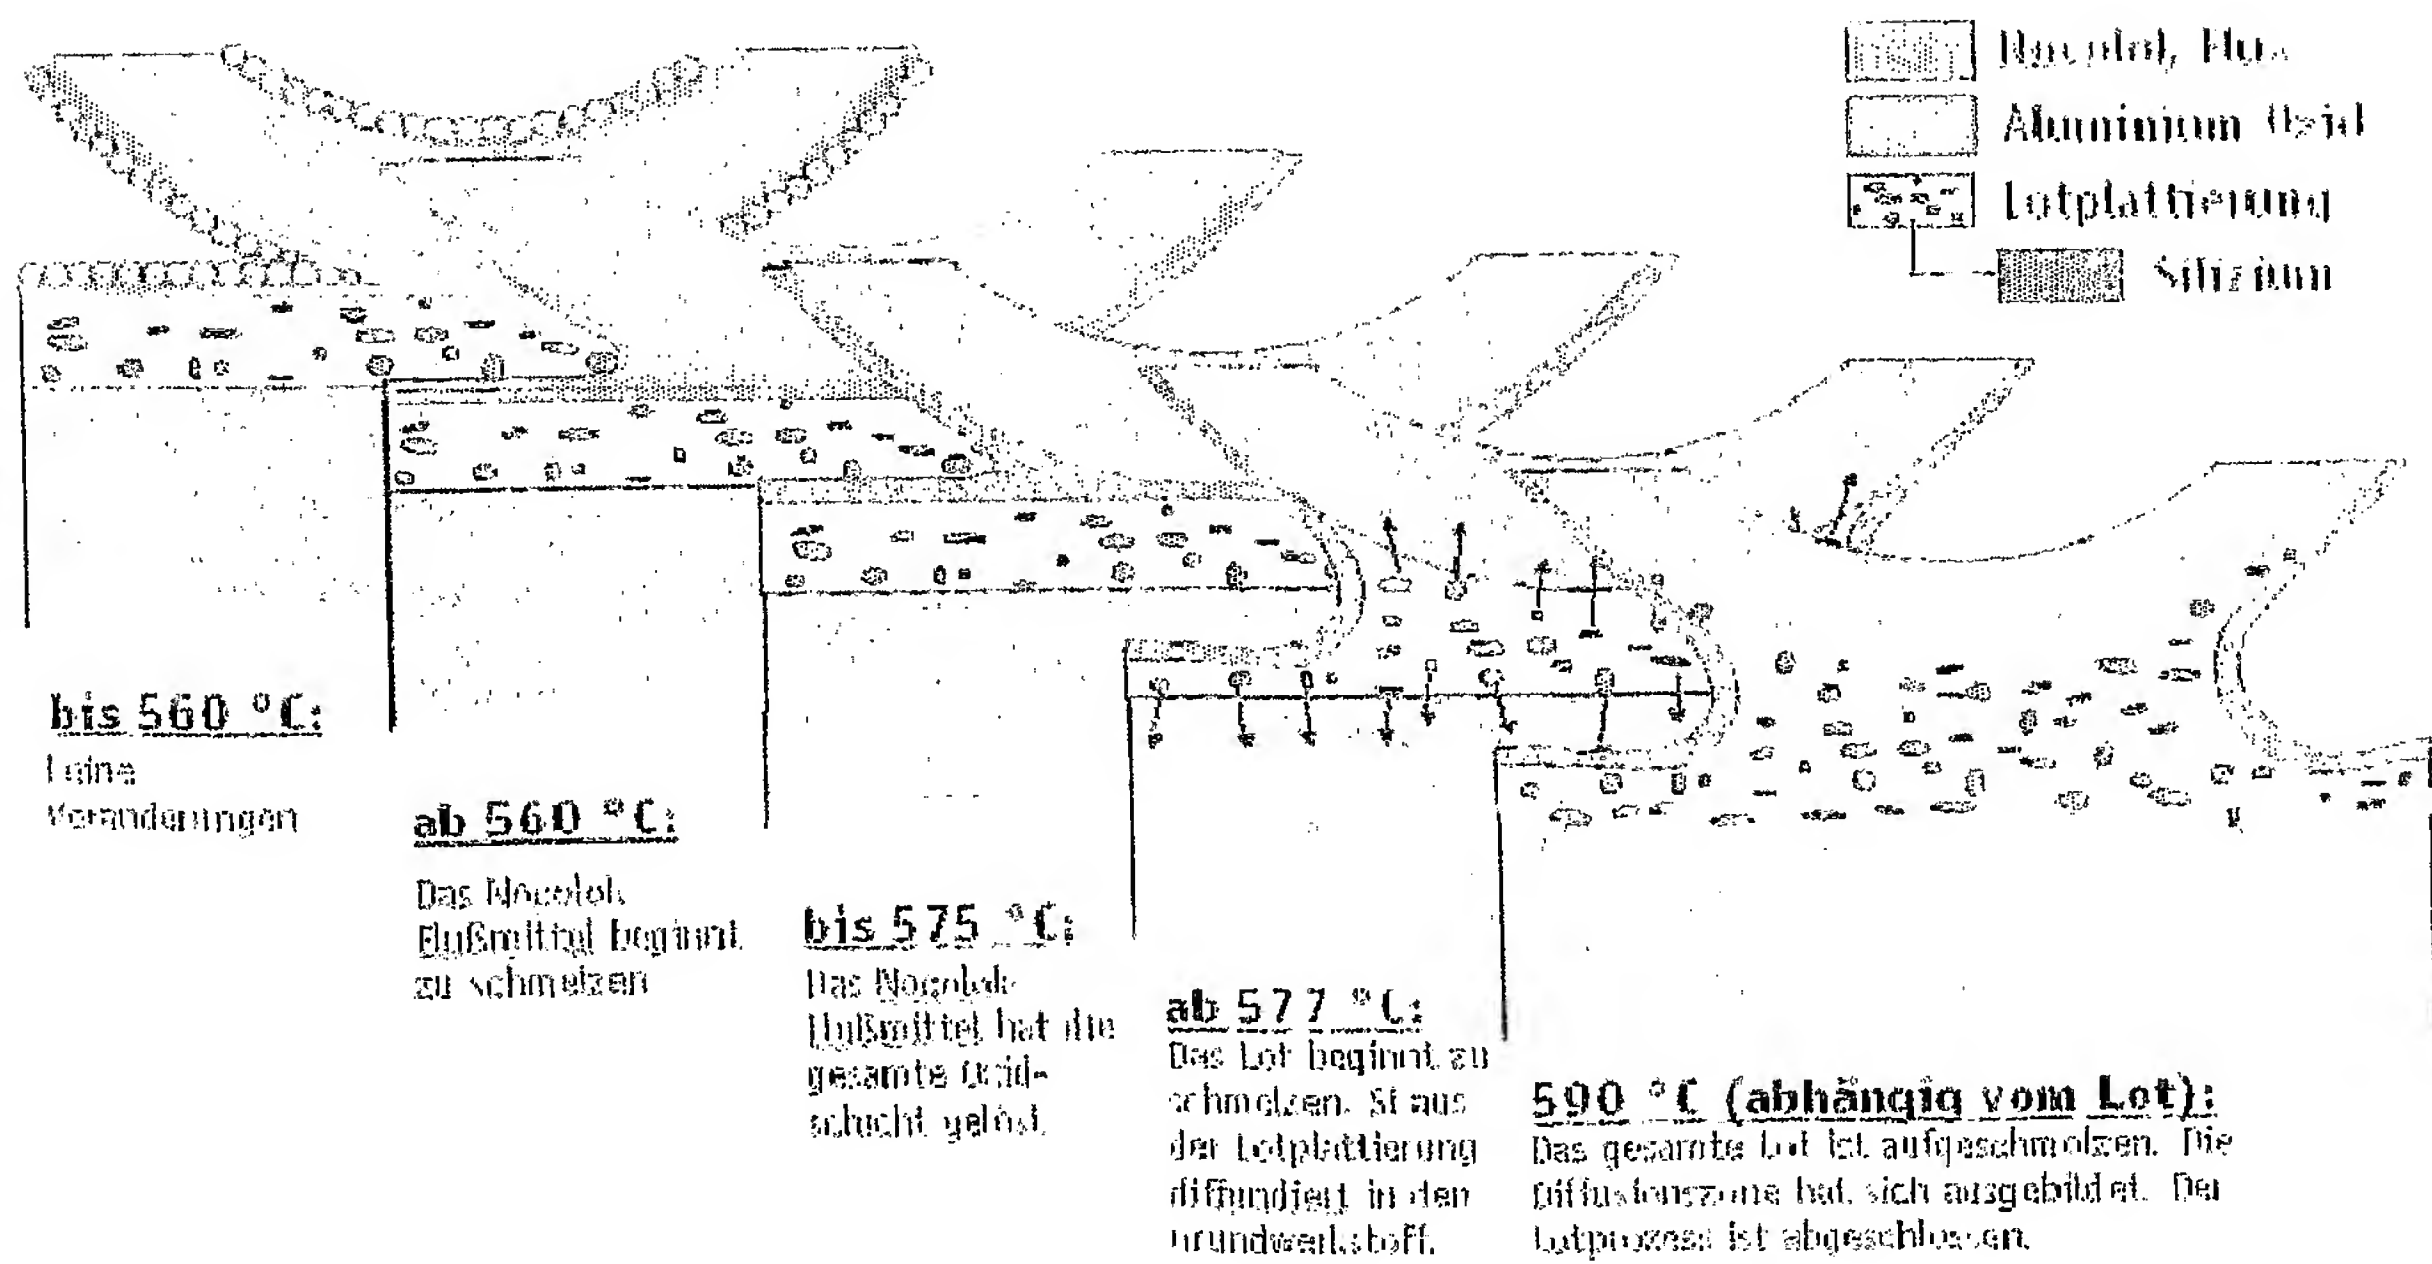 Nocolok Flux
Aluminium Oxid
Lotplattierung
Silizium
bis 560 °C:
Keine
Veränderungen
ab 560 °C:
Das Nocolok
Flußmittel beginnt
zu schmelzen
bis 575 °C:
Das Nocolok-
Flußmittel hat die
gesamte Oxid-
schicht gelöst.
ab 577 °C:
Das Lot beginnt zu
schmelzen. Si aus
der Lotplattierung
diffundiert in den
Grundwerkstoff.
590 °C (abhängig vom Lot):
Das gesamte Lot ist aufgeschmolzen. Die
Diffusionszone hat sich ausgebildet. Der
Lotprozess ist abgeschlossen.